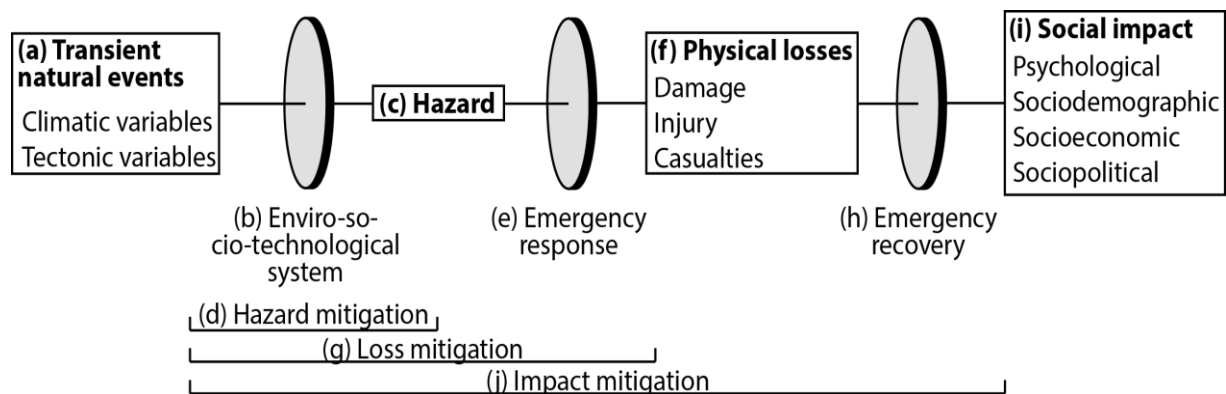 (a) Transient
natural events
Climatic variables
Tectonic variables
(b) Enviro-so-
cio-technological
system
(c) Hazard
(e) Emergency
response
(f) Physical losses
Damage
Injury
Casualties
(h) Emergency
recovery
(i) Social impact
Psychological
Sociodemographic
Socioeconomic
Sociopolitical
(d) Hazard mitigation
(g) Loss mitigation
(j) Impact mitigation